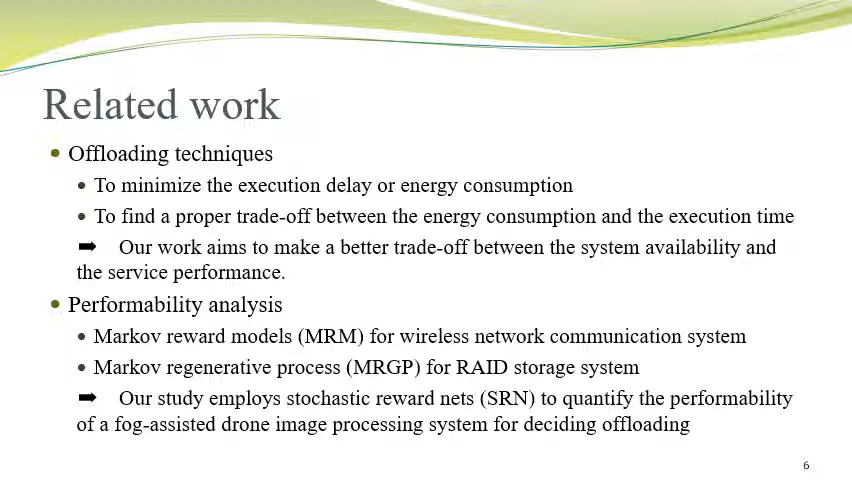 Related work
• Offloading techniques
• To minimize the execution delay or energy consumption
• To find a proper trade-off between the energy consumption and the execution time
➡ Our work aims to make a better trade-off between the system availability and
the service performance.
• Performability analysis
• Markov reward models (MRM) for wireless network communication system
• Markov regenerative process (MRGP) for RAID storage system
➡ Our study employs stochastic reward nets (SRN) to quantify the performability
of a fog-assisted drone image processing system for deciding offloading
6